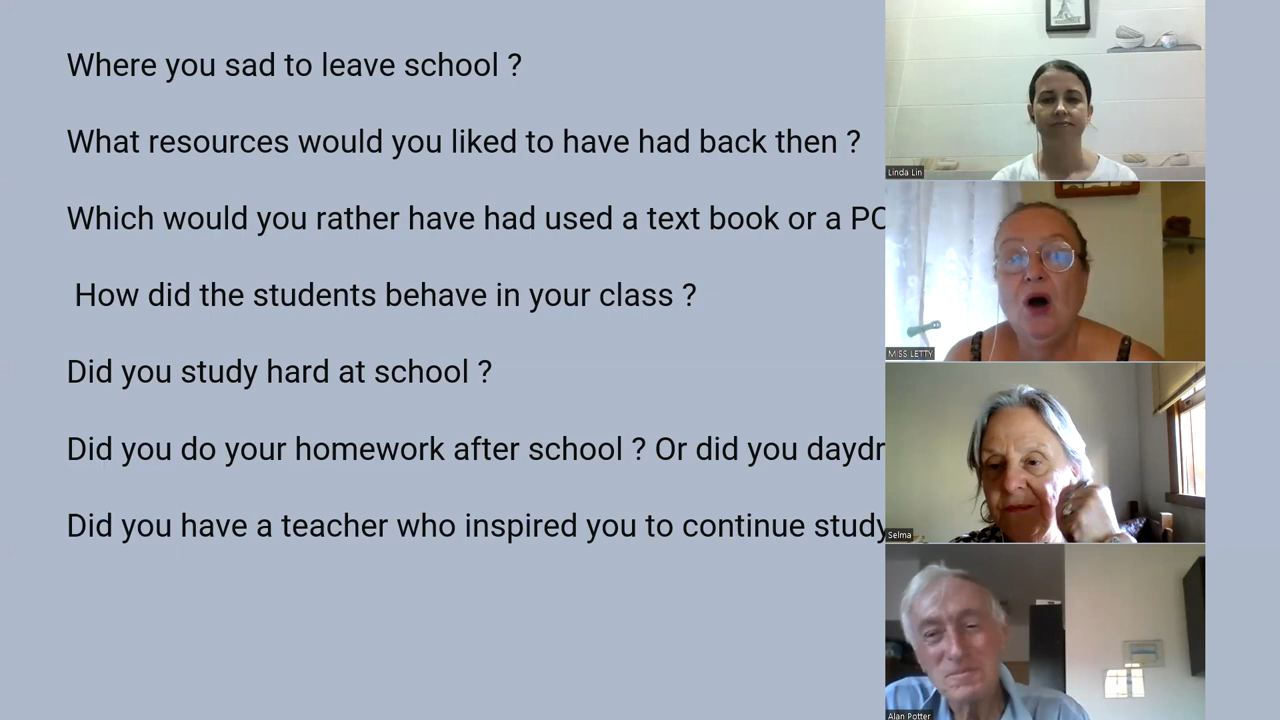 Where you sad to leave school ?
What resources would you liked to have had back then ?
Which would you rather have had used a text book or a PC
How did the students behave in your class ?
Did you study hard at school ?
Did you do your homework after school ? Or did you daydr
Did you have a teacher who inspired you to continue study
Linda Lin
MISS LETTY
Selma
Alan Potter